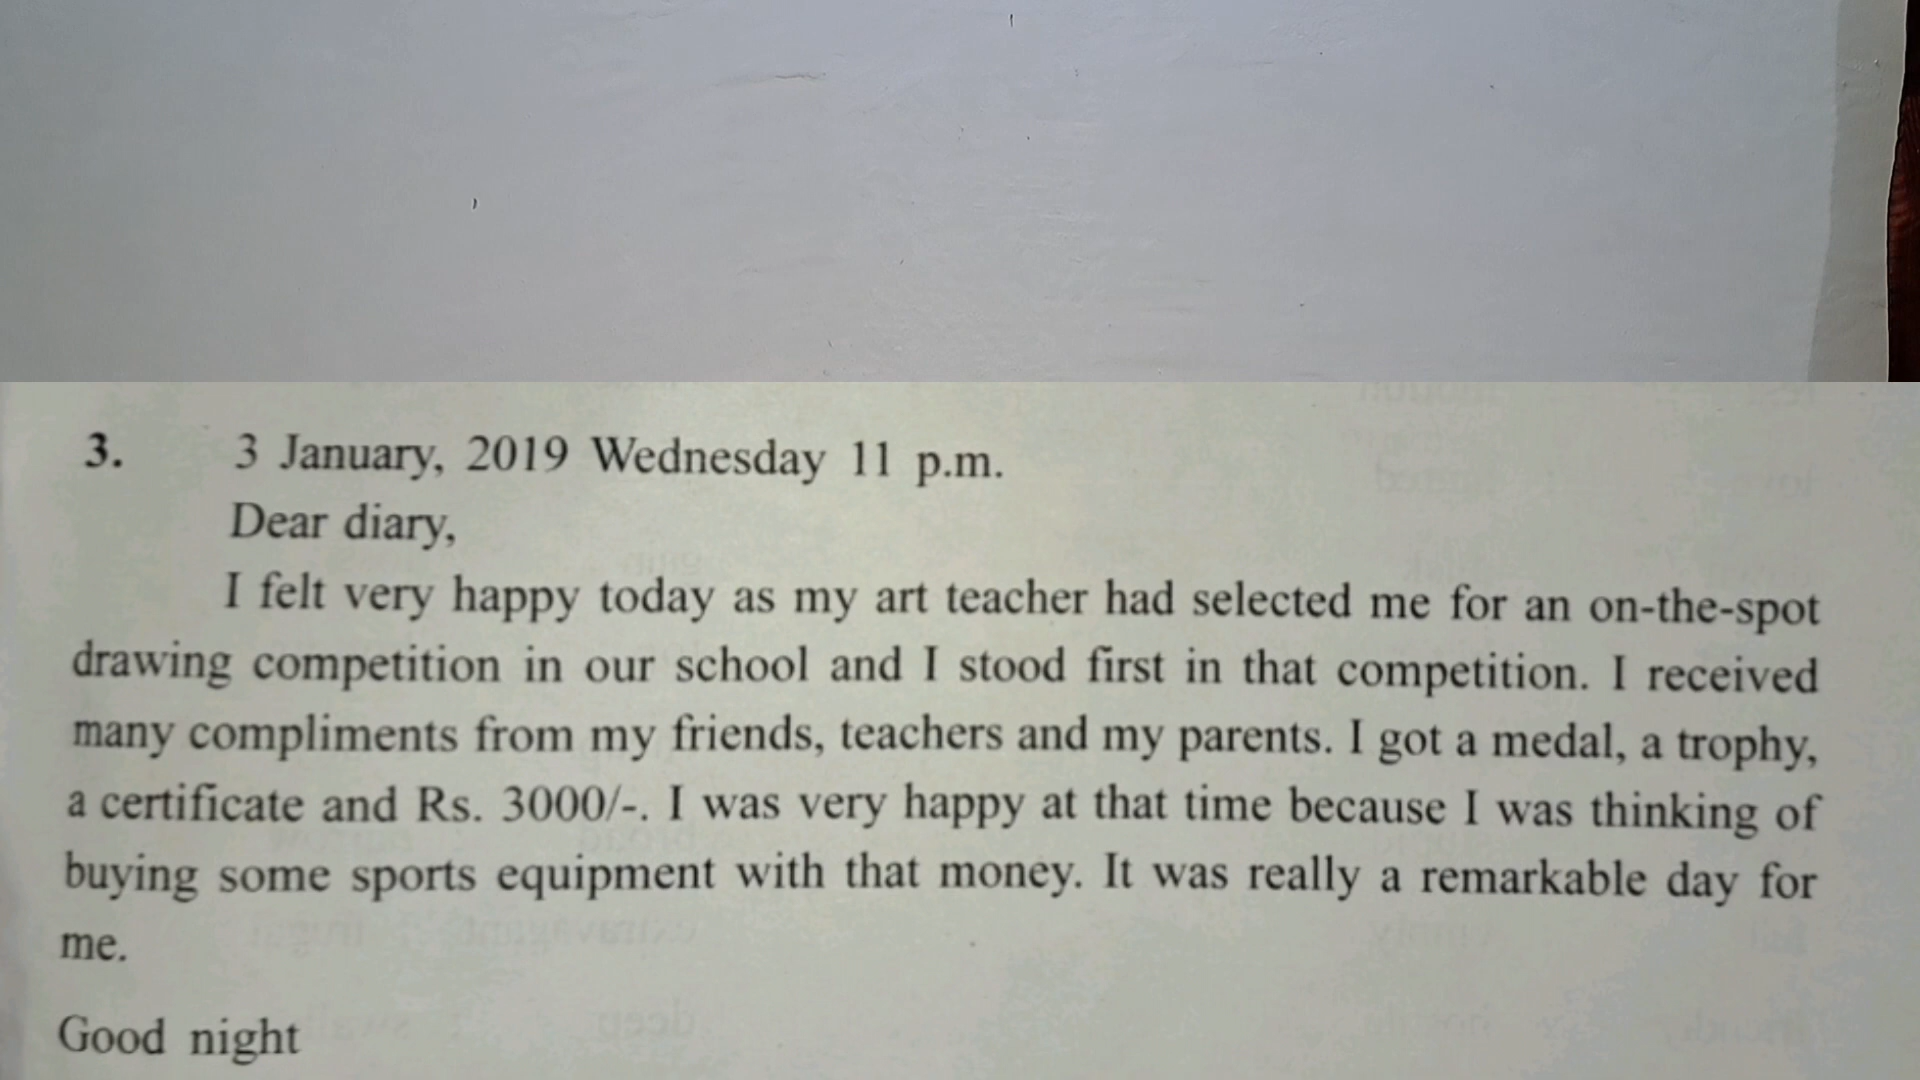 3. 3 January, 2019 Wednesday 11 p.m.
Dear diary,
I felt very happy today as my art teacher had selected me for an on-the-spot
drawing competition in our school and I stood first in that competition. I received
many compliments from my friends, teachers and my parents. I got a medal, a trophy,
a certificate and Rs. 3000/-. I was very happy at that time because I was thinking of
buying some sports equipment with that money. It was really a remarkable day for
me.
Good night